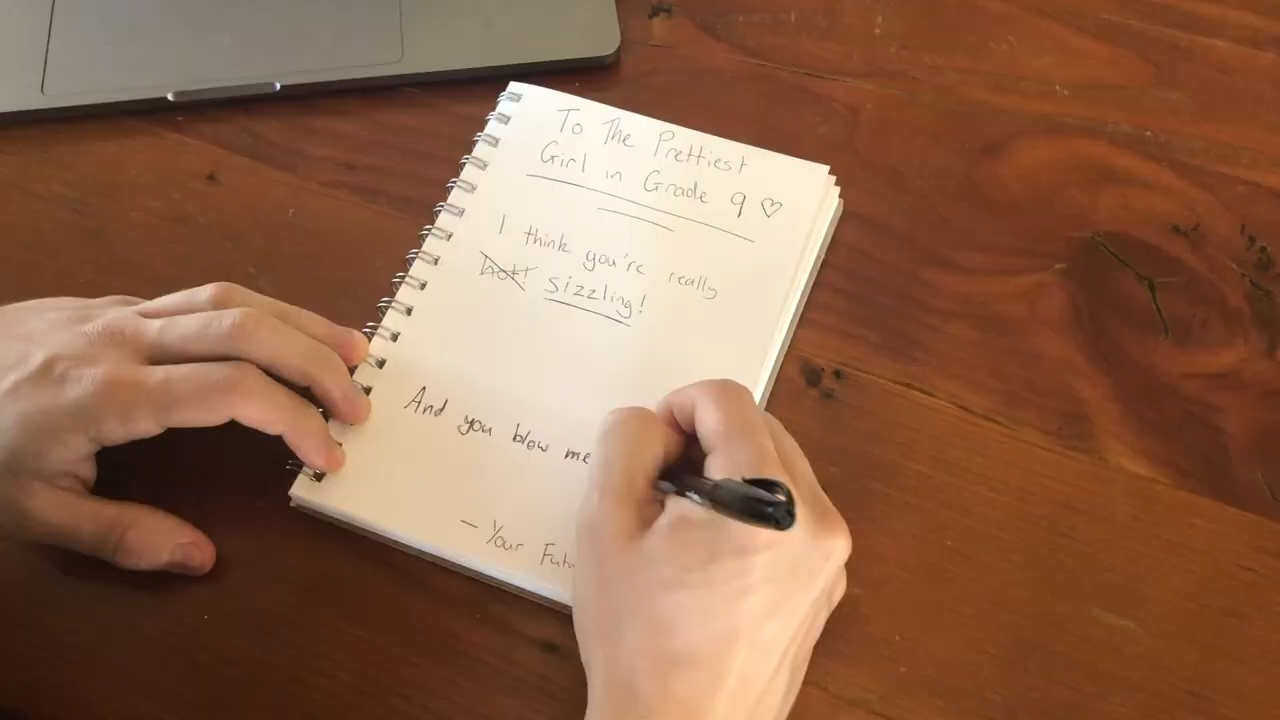 To The Prettiest
Girl in Grade 9 ♡
I think you're really
hot! sizzling!
And you blow me
- Your